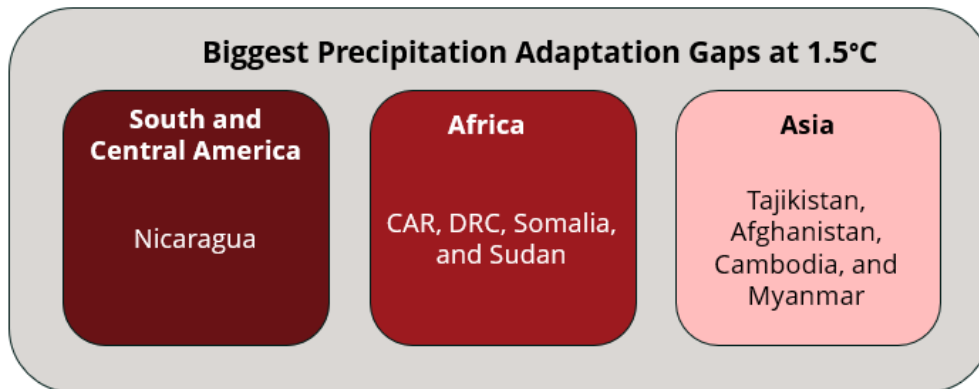 Biggest Precipitation Adaptation Gaps at 1.5°C
South and
Central America
Nicaragua
Africa
CAR, DRC, Somalia,
and Sudan
Asia
Tajikistan,
Afghanistan,
Cambodia, and
Myanmar